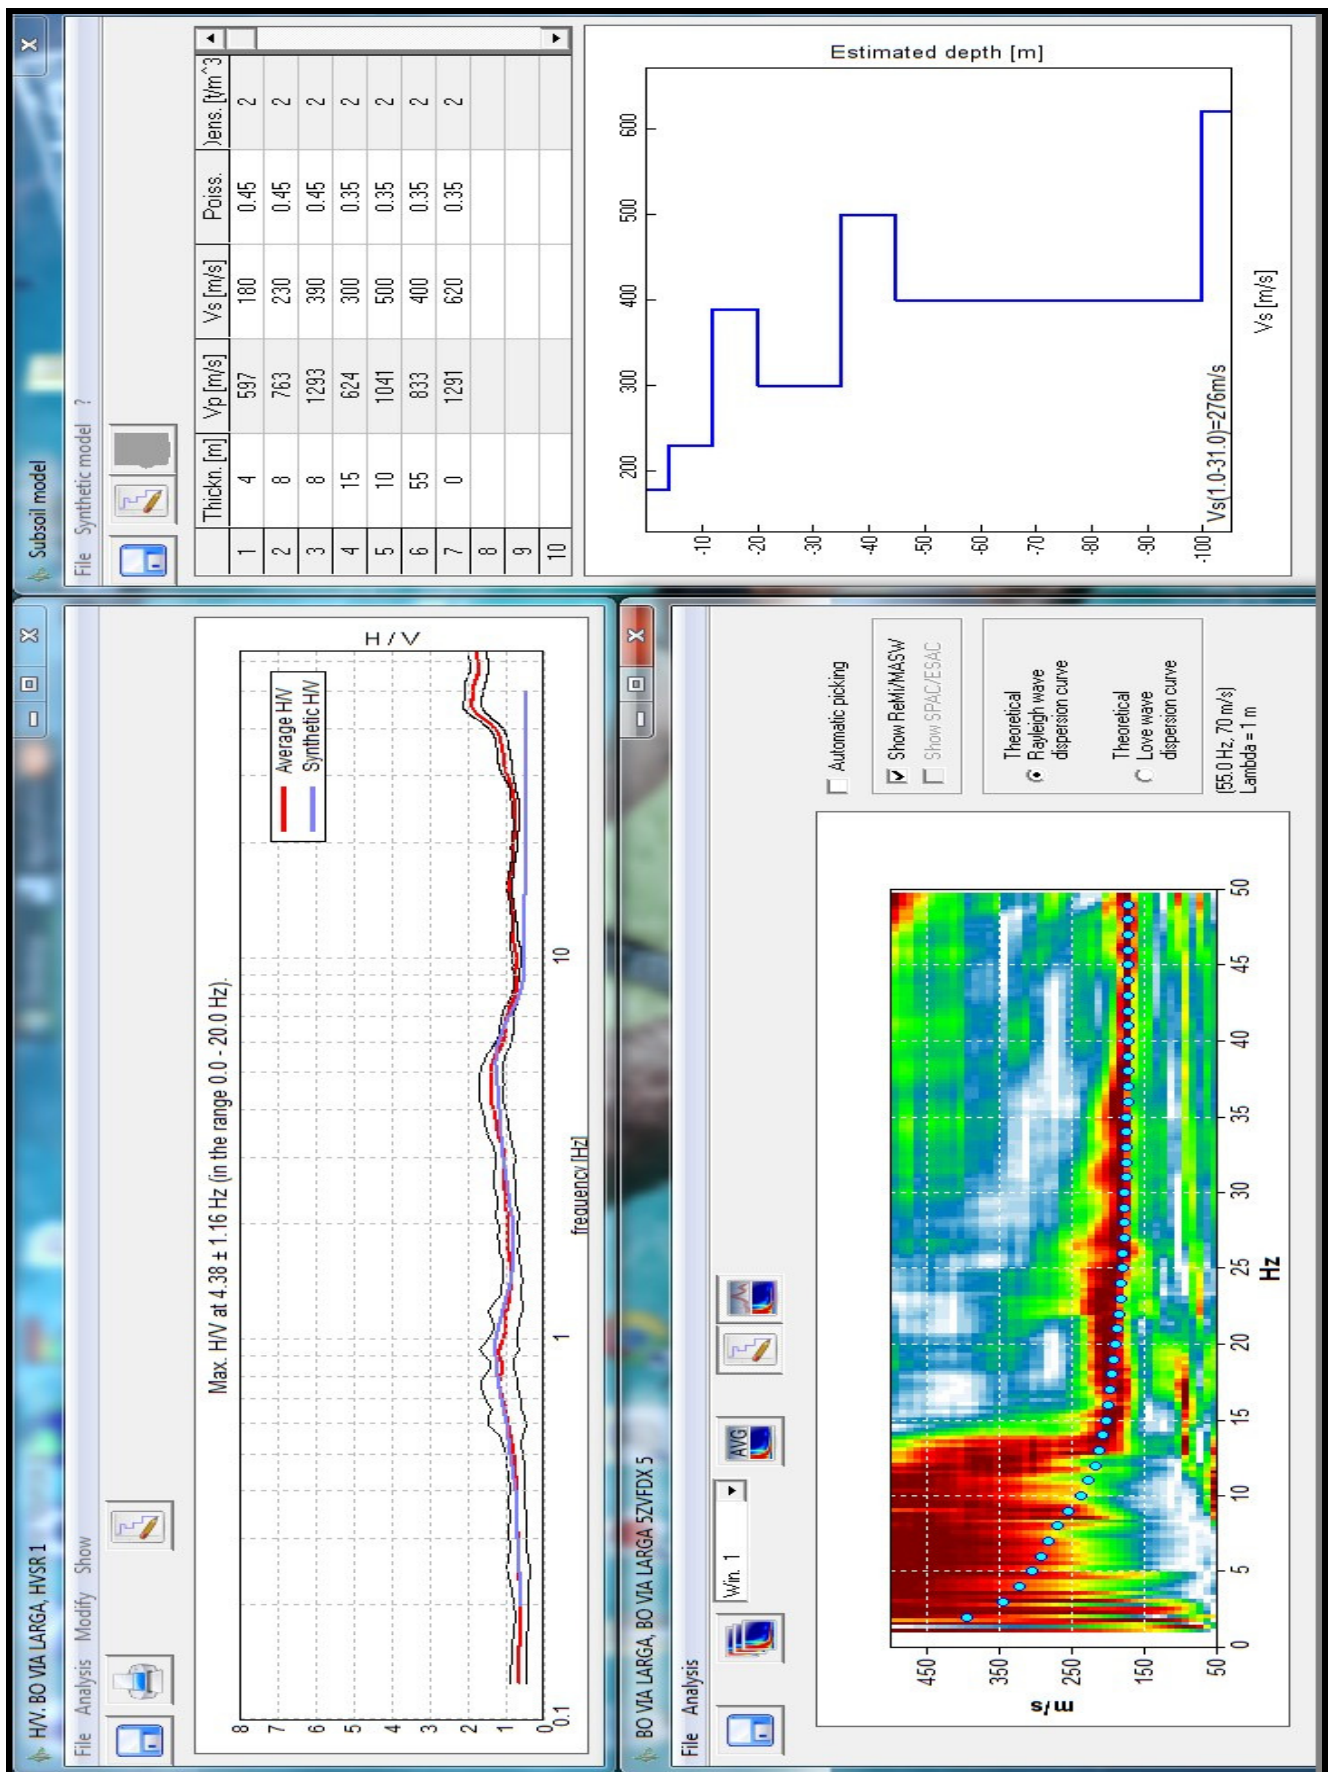 H/V. BO VIA LARGA, HVSR 1
File Analysis Modify Show
Max. H/V at 4.38 ± 1.16 Hz (in the range 0.0 - 20.0 Hz).
Average H/V
Synthetic H/V
H / V
8
7
6
5
4
3
2
1
0
0.1
1
10
frequency [Hz]
Subsoil model
File Synthetic model ?
Thickn. [m] Vp [m/s] Vs [m/s] Poiss. )ens. [t/m^3
1 4 597 180 0.45 2
2 8 763 230 0.45 2
3 8 1293 390 0.45 2
4 15 624 300 0.35 2
5 10 1041 500 0.35 2
6 55 833 400 0.35 2
7 0 1291 620 0.35 2
8
9
10
Estimated depth [m]
200 300 400 500 600
-10
-20
-30
-40
-50
-60
-70
-80
-90
-100
Vs(1.0-31.0)=276m/s
Vs [m/s]
BO VIA LARGA, BO VIA LARGA 5ZVFDX 5
File Analysis
Win. 1
AVG
Automatic picking
Show ReMi/MASW
Show SPAC/ESAC
Theoretical
Rayleigh wave
dispersion curve
Theoretical
Love wave
dispersion curve
(55.0 Hz, 70 m/s)
Lambda = 1 m
450
350
250
150
50
m/s
0 5 10 15 20 25 30 35 40 45 50
Hz